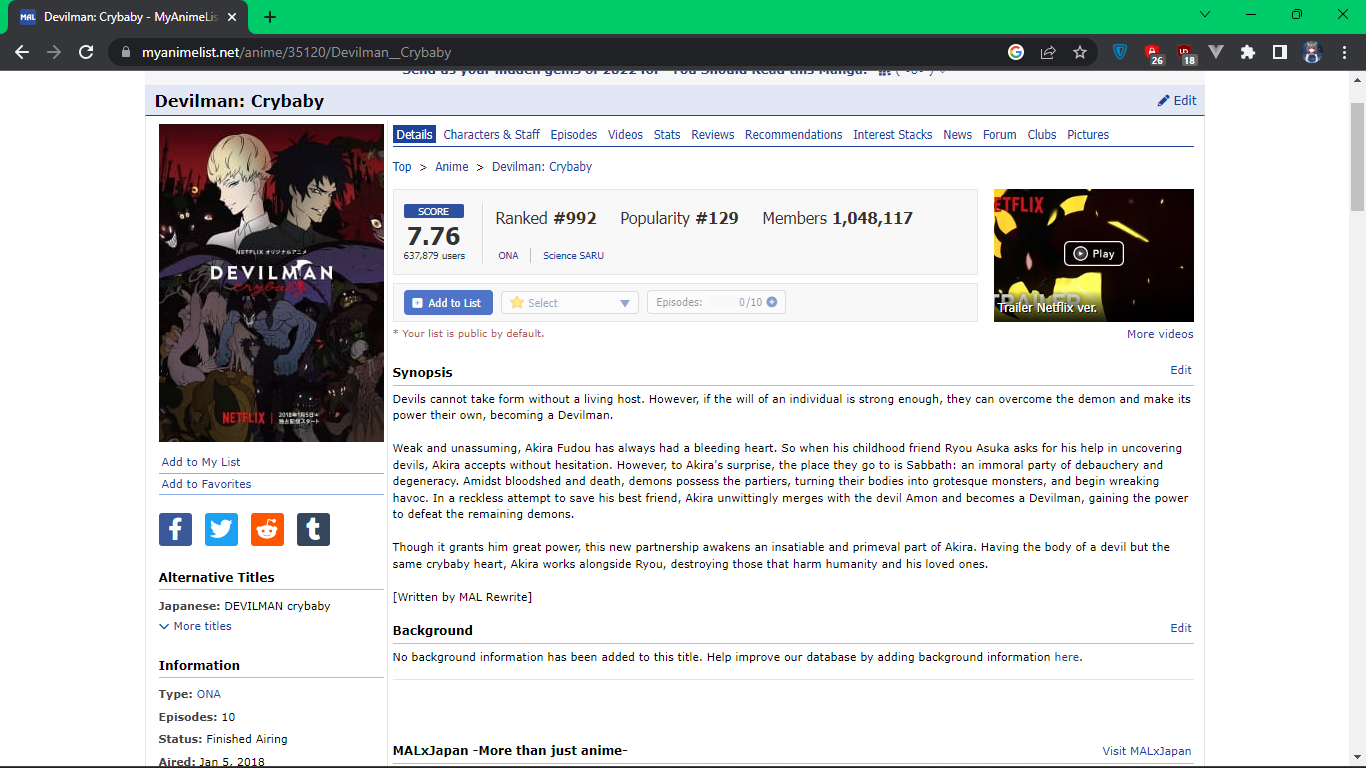 MAL Devilman: Crybaby - MyAnimeLis
myanimelist.net/anime/35120/Devilman__Crybaby
26
18
Send us your hidden gems of 2022 for "You Should Read this Manga!"
Devilman: Crybaby
Edit
Details Characters & Staff Episodes Videos Stats Reviews Recommendations Interest Stacks News Forum Clubs Pictures
Top > Anime > Devilman: Crybaby
SCORE
7.76
637,879 users
Ranked #992 Popularity #129 Members 1,048,117
ONA Science SARU
Add to List
Select
Episodes: 0/10
* Your list is public by default.
NETFLIX
Play
TRAILER
Trailer Netflix ver.
More videos
NETFLIX オリジナルアニメ
DEVILMAN
crybaby
NETFLIX
2018年1月5日
独占配信スタート
Synopsis
Edit
Devils cannot take form without a living host. However, if the will of an individual is strong enough, they can overcome the demon and make its
power their own, becoming a Devilman.
Weak and unassuming, Akira Fudou has always had a bleeding heart. So when his childhood friend Ryou Asuka asks for his help in uncovering
devils, Akira accepts without hesitation. However, to Akira's surprise, the place they go to is Sabbath: an immoral party of debauchery and
degeneracy. Amidst bloodshed and death, demons possess the partiers, turning their bodies into grotesque monsters, and begin wreaking
havoc. In a reckless attempt to save his best friend, Akira unwittingly merges with the devil Amon and becomes a Devilman, gaining the power
to defeat the remaining demons.
Though it grants him great power, this new partnership awakens an insatiable and primeval part of Akira. Having the body of a devil but the
same crybaby heart, Akira works alongside Ryou, destroying those that harm humanity and his loved ones.
[Written by MAL Rewrite]
Background
Edit
No background information has been added to this title. Help improve our database by adding background information here.
MALxJapan -More than just anime-
Visit MALxJapan
Add to My List
Add to Favorites
Alternative Titles
Japanese: DEVILMAN crybaby
More titles
Information
Type: ONA
Episodes: 10
Status: Finished Airing
Aired: Jan 5, 2018